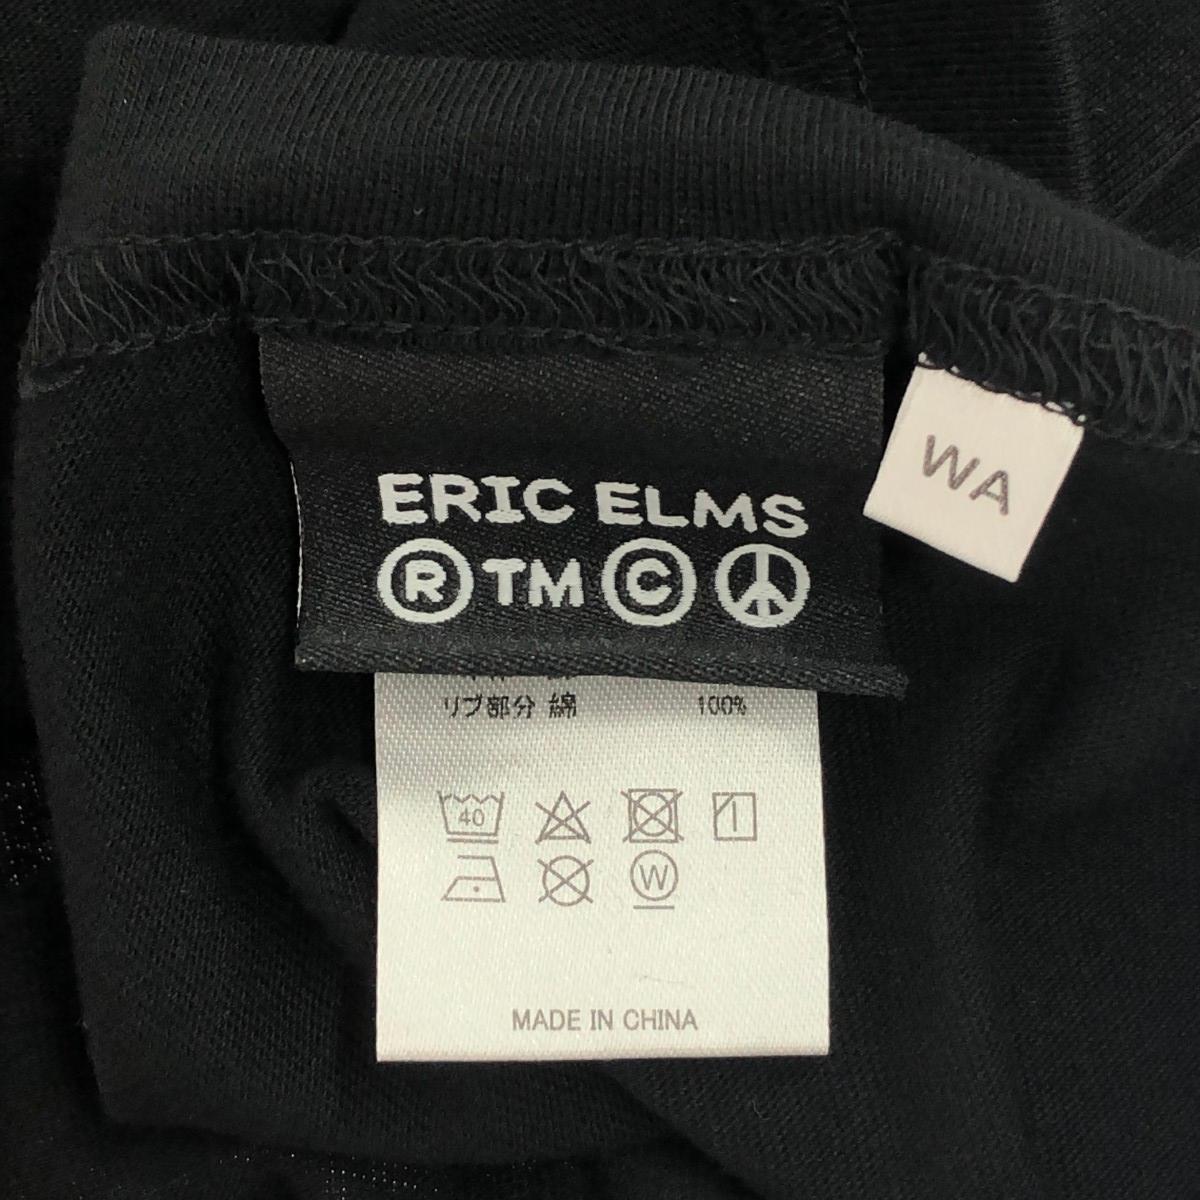 ERIC ELMS
® TM ©
WA
リブ部分 綿 100%
40
W
MADE IN CHINA